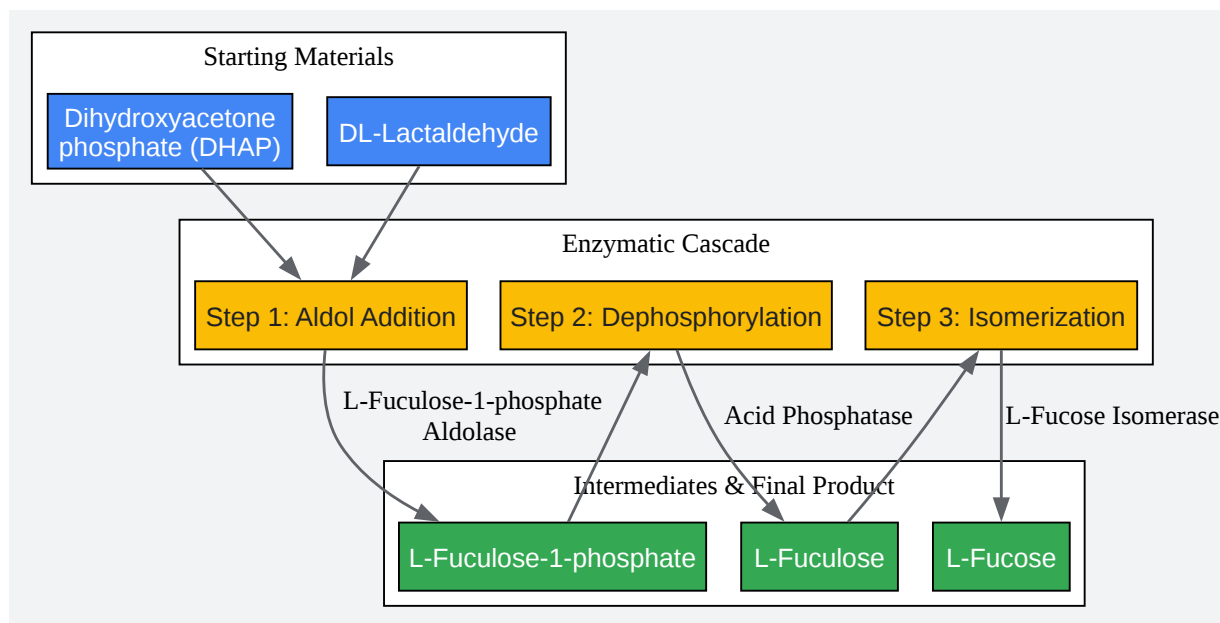 Starting Materials
Dihydroxyacetone
phosphate (DHAP)
DL-Lactaldehyde
Enzymatic Cascade
Step 1: Aldol Addition
Step 2: Dephosphorylation
Step 3: Isomerization
L-Fuculose-1-phosphate
Aldolase
Acid Phosphatase
L-Fucose Isomerase
Intermediates & Final Product
L-Fuculose-1-phosphate
L-Fuculose
L-Fucose